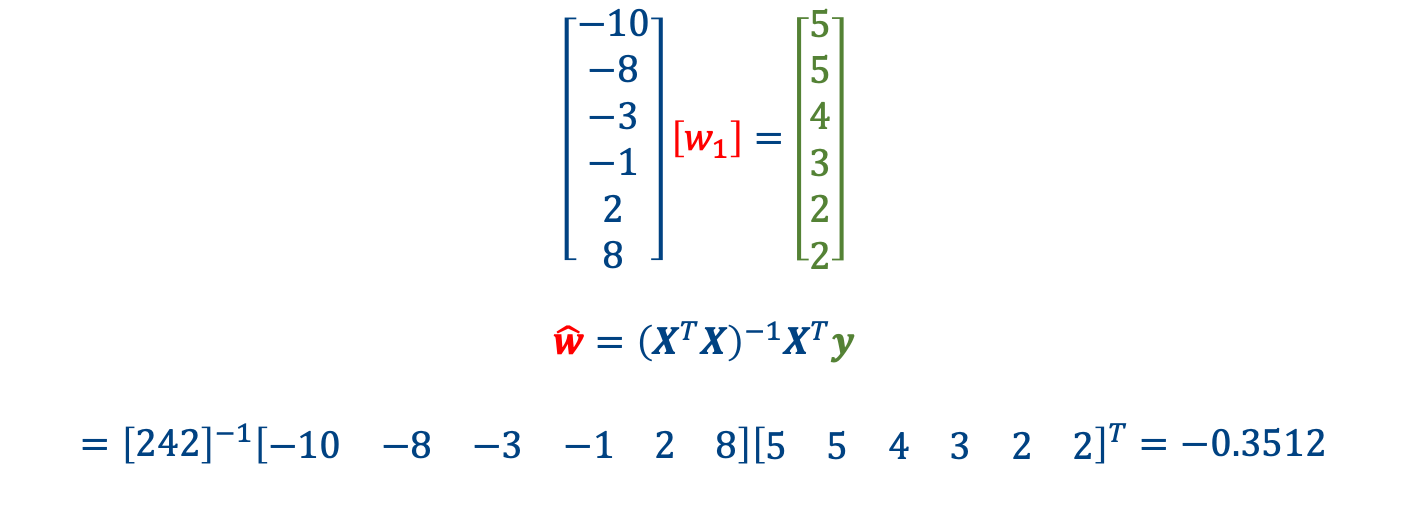 [−10 −8 −3 −1 2 8] [w₁] = [5 5 4 3 2 2]
ŵ = (XᵀX)⁻¹Xᵀy
= [242]⁻¹[−10 −8 −3 −1 2 8][5 5 4 3 2 2]ᵀ = −0.3512